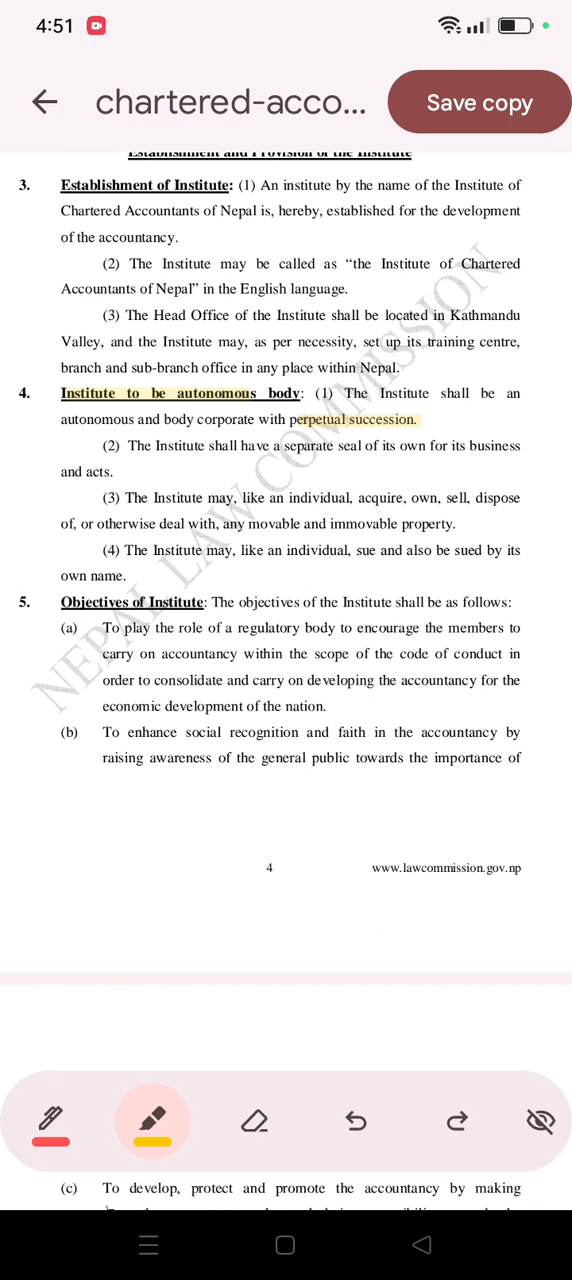 4:51
chartered-acco...
Save copy
Establishment and Provision of the Institute
3. Establishment of Institute: (1) An institute by the name of the Institute of
Chartered Accountants of Nepal is, hereby, established for the development
of the accountancy.
(2) The Institute may be called as “the Institute of Chartered
Accountants of Nepal” in the English language.
(3) The Head Office of the Institute shall be located in Kathmandu
Valley, and the Institute may, as per necessity, set up its training centre,
branch and sub-branch office in any place within Nepal.
4. Institute to be autonomous body: (1) The Institute shall be an
autonomous and body corporate with perpetual succession.
(2) The Institute shall have a separate seal of its own for its business
and acts.
(3) The Institute may, like an individual, acquire, own, sell, dispose
of, or otherwise deal with, any movable and immovable property.
(4) The Institute may, like an individual, sue and also be sued by its
own name.
5. Objectives of Institute: The objectives of the Institute shall be as follows:
(a) To play the role of a regulatory body to encourage the members to
carry on accountancy within the scope of the code of conduct in
order to consolidate and carry on developing the accountancy for the
economic development of the nation.
(b) To enhance social recognition and faith in the accountancy by
raising awareness of the general public towards the importance of
NEPAL LAW COMMISSION
4 www.lawcommission.gov.np
(c) To develop, protect and promote the accountancy by making